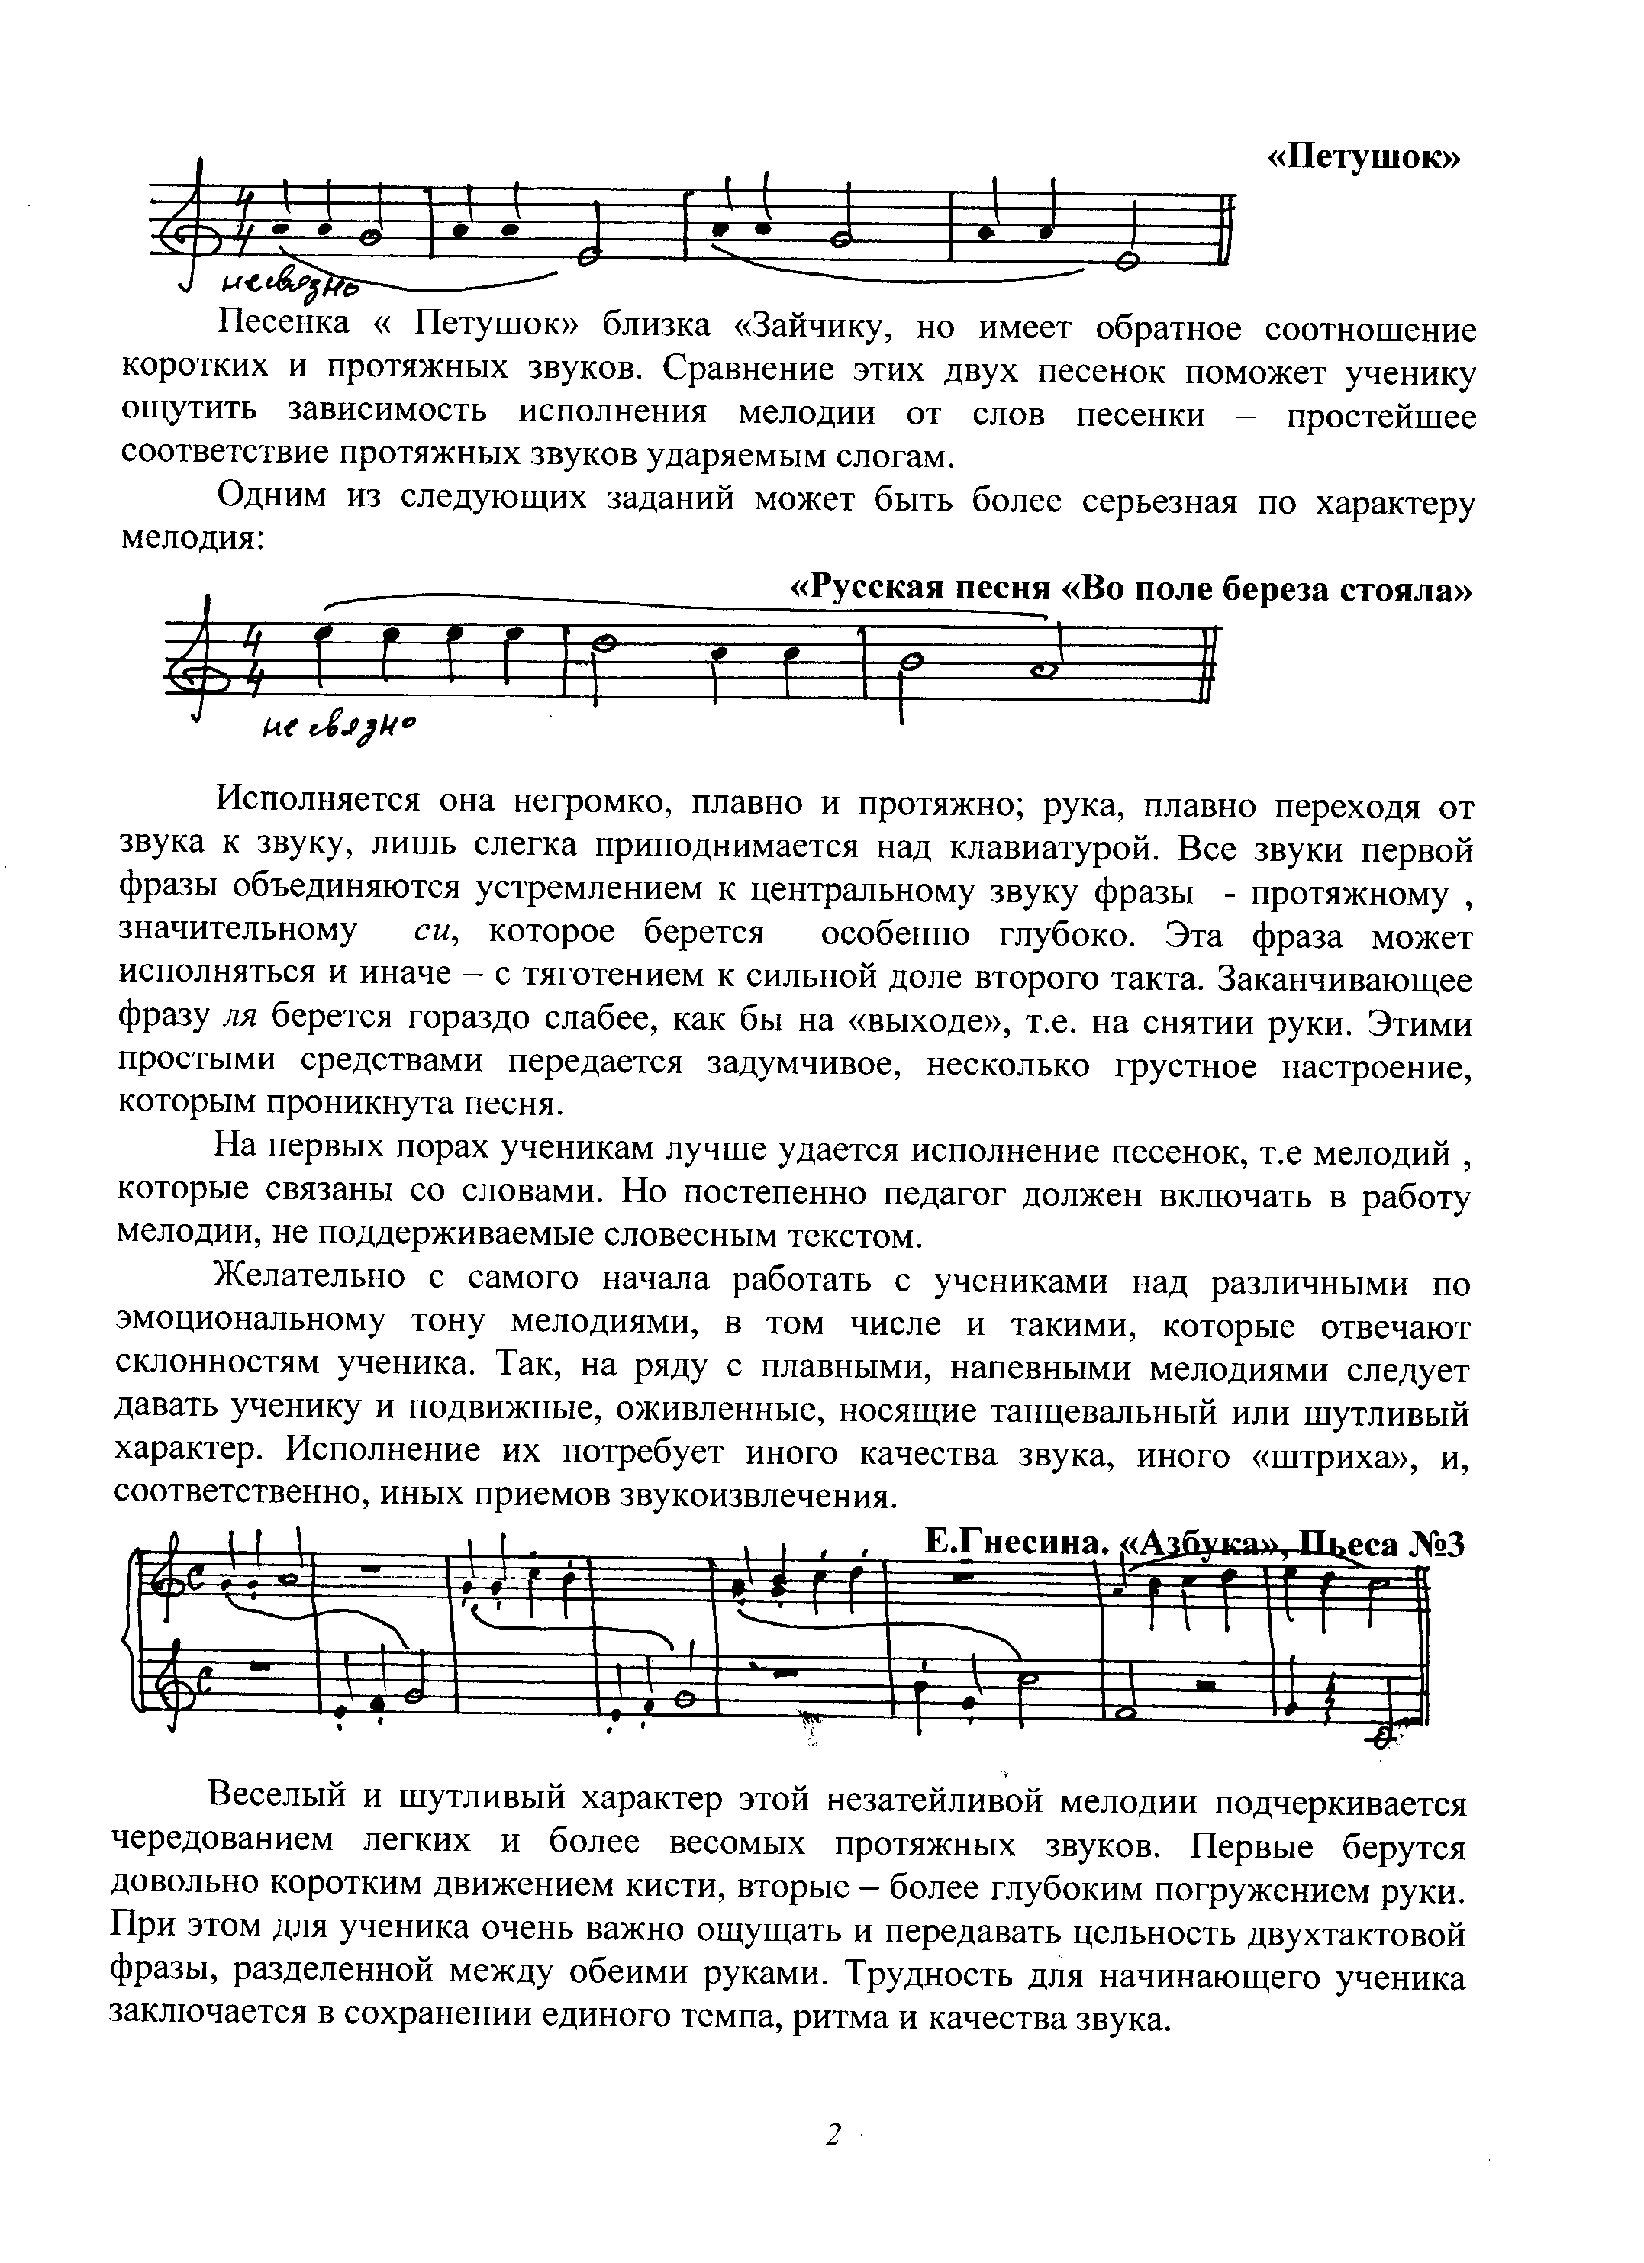 «Петушок»
4
4
несвязно
Песенка « Петушок» близка «Зайчику, но имеет обратное соотношение
коротких и протяжных звуков. Сравнение этих двух песенок поможет ученику
ощутить зависимость исполнения мелодии от слов песенки – простейшее
соответствие протяжных звуков ударяемым слогам.
Одним из следующих заданий может быть более серьезная по характеру
мелодия:
«Русская песня «Во поле береза стояла»
4
4
не связно
Исполняется она негромко, плавно и протяжно; рука, плавно переходя от
звука к звуку, лишь слегка приподнимается над клавиатурой. Все звуки первой
фразы объединяются устремлением к центральному звуку фразы - протяжному ,
значительному си, которое берется особенно глубоко. Эта фраза может
исполняться и иначе – с тяготением к сильной доле второго такта. Заканчивающее
фразу ля берется гораздо слабее, как бы на «выходе», т.е. на снятии руки. Этими
простыми средствами передается задумчивое, несколько грустное настроение,
которым проникнута песня.
На первых порах ученикам лучше удается исполнение песенок, т.е мелодий ,
которые связаны со словами. Но постепенно педагог должен включать в работу
мелодии, не поддерживаемые словесным текстом.
Желательно с самого начала работать с учениками над различными по
эмоциональному тону мелодиями, в том числе и такими, которые отвечают
склонностям ученика. Так, на ряду с плавными, напевными мелодиями следует
давать ученику и подвижные, оживленные, носящие танцевальный или шутливый
характер. Исполнение их потребует иного качества звука, иного «штриха», и,
соответственно, иных приемов звукоизвлечения.
Е.Гнесина. «Азбука», Пьеса №3
Веселый и шутливый характер этой незатейливой мелодии подчеркивается
чередованием легких и более весомых протяжных звуков. Первые берутся
довольно коротким движением кисти, вторые – более глубоким погружением руки.
При этом для ученика очень важно ощущать и передавать цельность двухтактовой
фразы, разделенной между обеими руками. Трудность для начинающего ученика
заключается в сохранении единого темпа, ритма и качества звука.
2